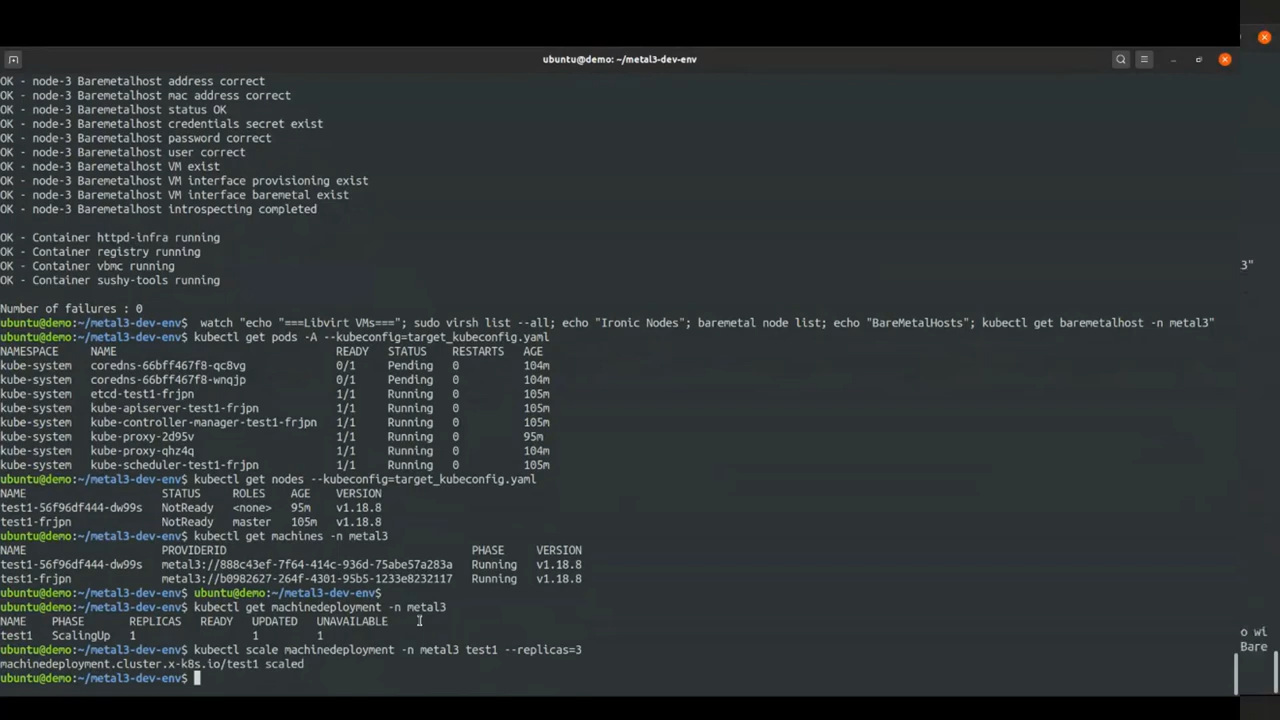 ubuntu@demo: ~/metal3-dev-env
OK - node-3 Baremetalhost address correct
OK - node-3 Baremetalhost mac address correct
OK - node-3 Baremetalhost status OK
OK - node-3 Baremetalhost credentials secret exist
OK - node-3 Baremetalhost password correct
OK - node-3 Baremetalhost user correct
OK - node-3 Baremetalhost VM exist
OK - node-3 Baremetalhost VM interface provisioning exist
OK - node-3 Baremetalhost VM interface baremetal exist
OK - node-3 Baremetalhost introspecting completed
OK - Container httpd-infra running
OK - Container registry running
OK - Container vbmc running
OK - Container sushy-tools running
3"
Number of failures : 0
ubuntu@demo:~/metal3-dev-env$  watch "echo "===Libvirt VMs==="; sudo virsh list --all; echo "Ironic Nodes"; baremetal node list; echo "BareMetalHosts"; kubectl get baremetalhost -n metal3"
ubuntu@demo:~/metal3-dev-env$ kubectl get pods -A --kubeconfig=target_kubeconfig.yaml
NAMESPACE NAME READY STATUS RESTARTS AGE
kube-system coredns-66bff467f8-qc8vg 0/1 Pending 0 104m
kube-system coredns-66bff467f8-wnqjp 0/1 Pending 0 104m
kube-system etcd-test1-frjpn 1/1 Running 0 105m
kube-system kube-apiserver-test1-frjpn 1/1 Running 0 105m
kube-system kube-controller-manager-test1-frjpn 1/1 Running 0 105m
kube-system kube-proxy-2d95v 1/1 Running 0 95m
kube-system kube-proxy-qhz4q 1/1 Running 0 104m
kube-system kube-scheduler-test1-frjpn 1/1 Running 0 105m
ubuntu@demo:~/metal3-dev-env$ kubectl get nodes --kubeconfig=target_kubeconfig.yaml
NAME STATUS ROLES AGE VERSION
test1-56f96df444-dw99s NotReady <none> 95m v1.18.8
test1-frjpn NotReady master 105m v1.18.8
ubuntu@demo:~/metal3-dev-env$ kubectl get machines -n metal3
NAME PROVIDERID PHASE VERSION
test1-56f96df444-dw99s metal3://888c43ef-7f64-414c-936d-75abe57a283a Running v1.18.8
test1-frjpn metal3://b0982627-264f-4301-95b5-1233e8232117 Running v1.18.8
ubuntu@demo:~/metal3-dev-env$ ubuntu@demo:~/metal3-dev-env$
ubuntu@demo:~/metal3-dev-env$ kubectl get machinedeployment -n metal3
NAME PHASE REPLICAS READY UPDATED UNAVAILABLE
test1 ScalingUp 1 1 1
o wi
ubuntu@demo:~/metal3-dev-env$ kubectl scale machinedeployment -n metal3 test1 --replicas=3
Bare
machinedeployment.cluster.x-k8s.io/test1 scaled
ubuntu@demo:~/metal3-dev-env$